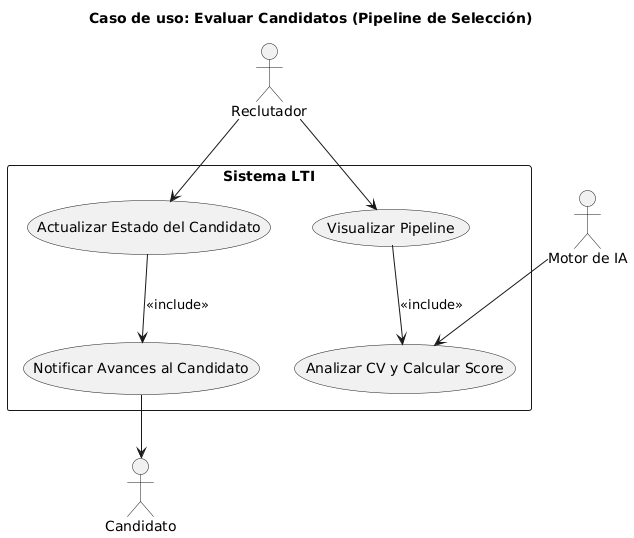 Caso de uso: Evaluar Candidatos (Pipeline de Selección)
Reclutador
Sistema LTI
Actualizar Estado del Candidato
Visualizar Pipeline
Motor de IA
«include»
«include»
Notificar Avances al Candidato
Analizar CV y Calcular Score
Candidato